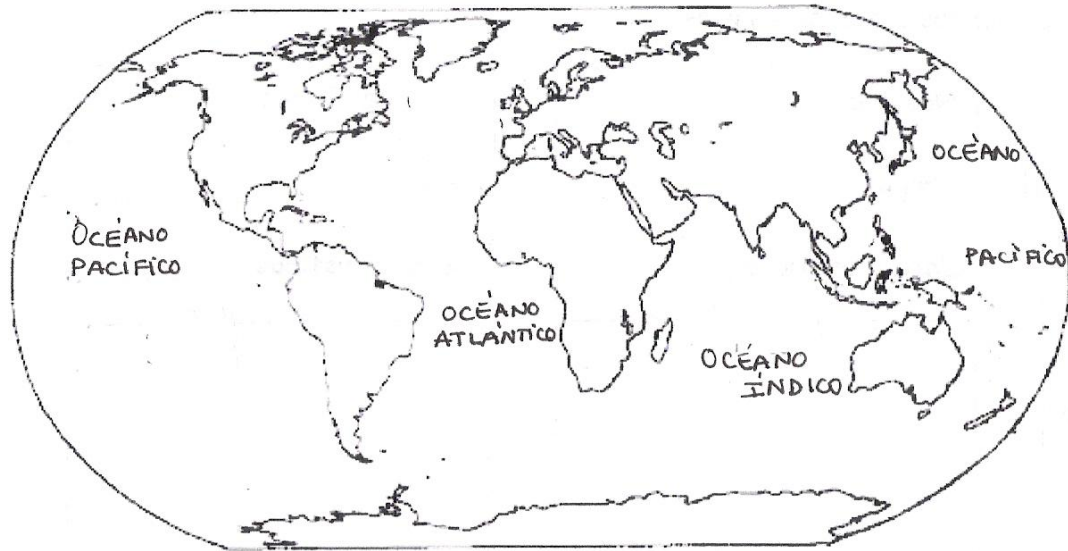 OCÉANO
PACÍFICO
OCÉANO
ATLÁNTICO
OCÉANO
ÍNDICO
OCÉANO
PACÍFICO